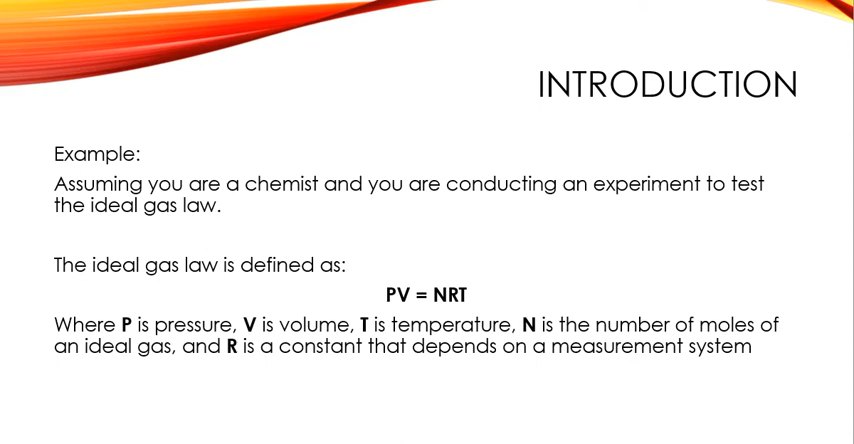 INTRODUCTION
Example:
Assuming you are a chemist and you are conducting an experiment to test
the ideal gas law.
The ideal gas law is defined as:
PV = NRT
Where P is pressure, V is volume, T is temperature, N is the number of moles of
an ideal gas, and R is a constant that depends on a measurement system